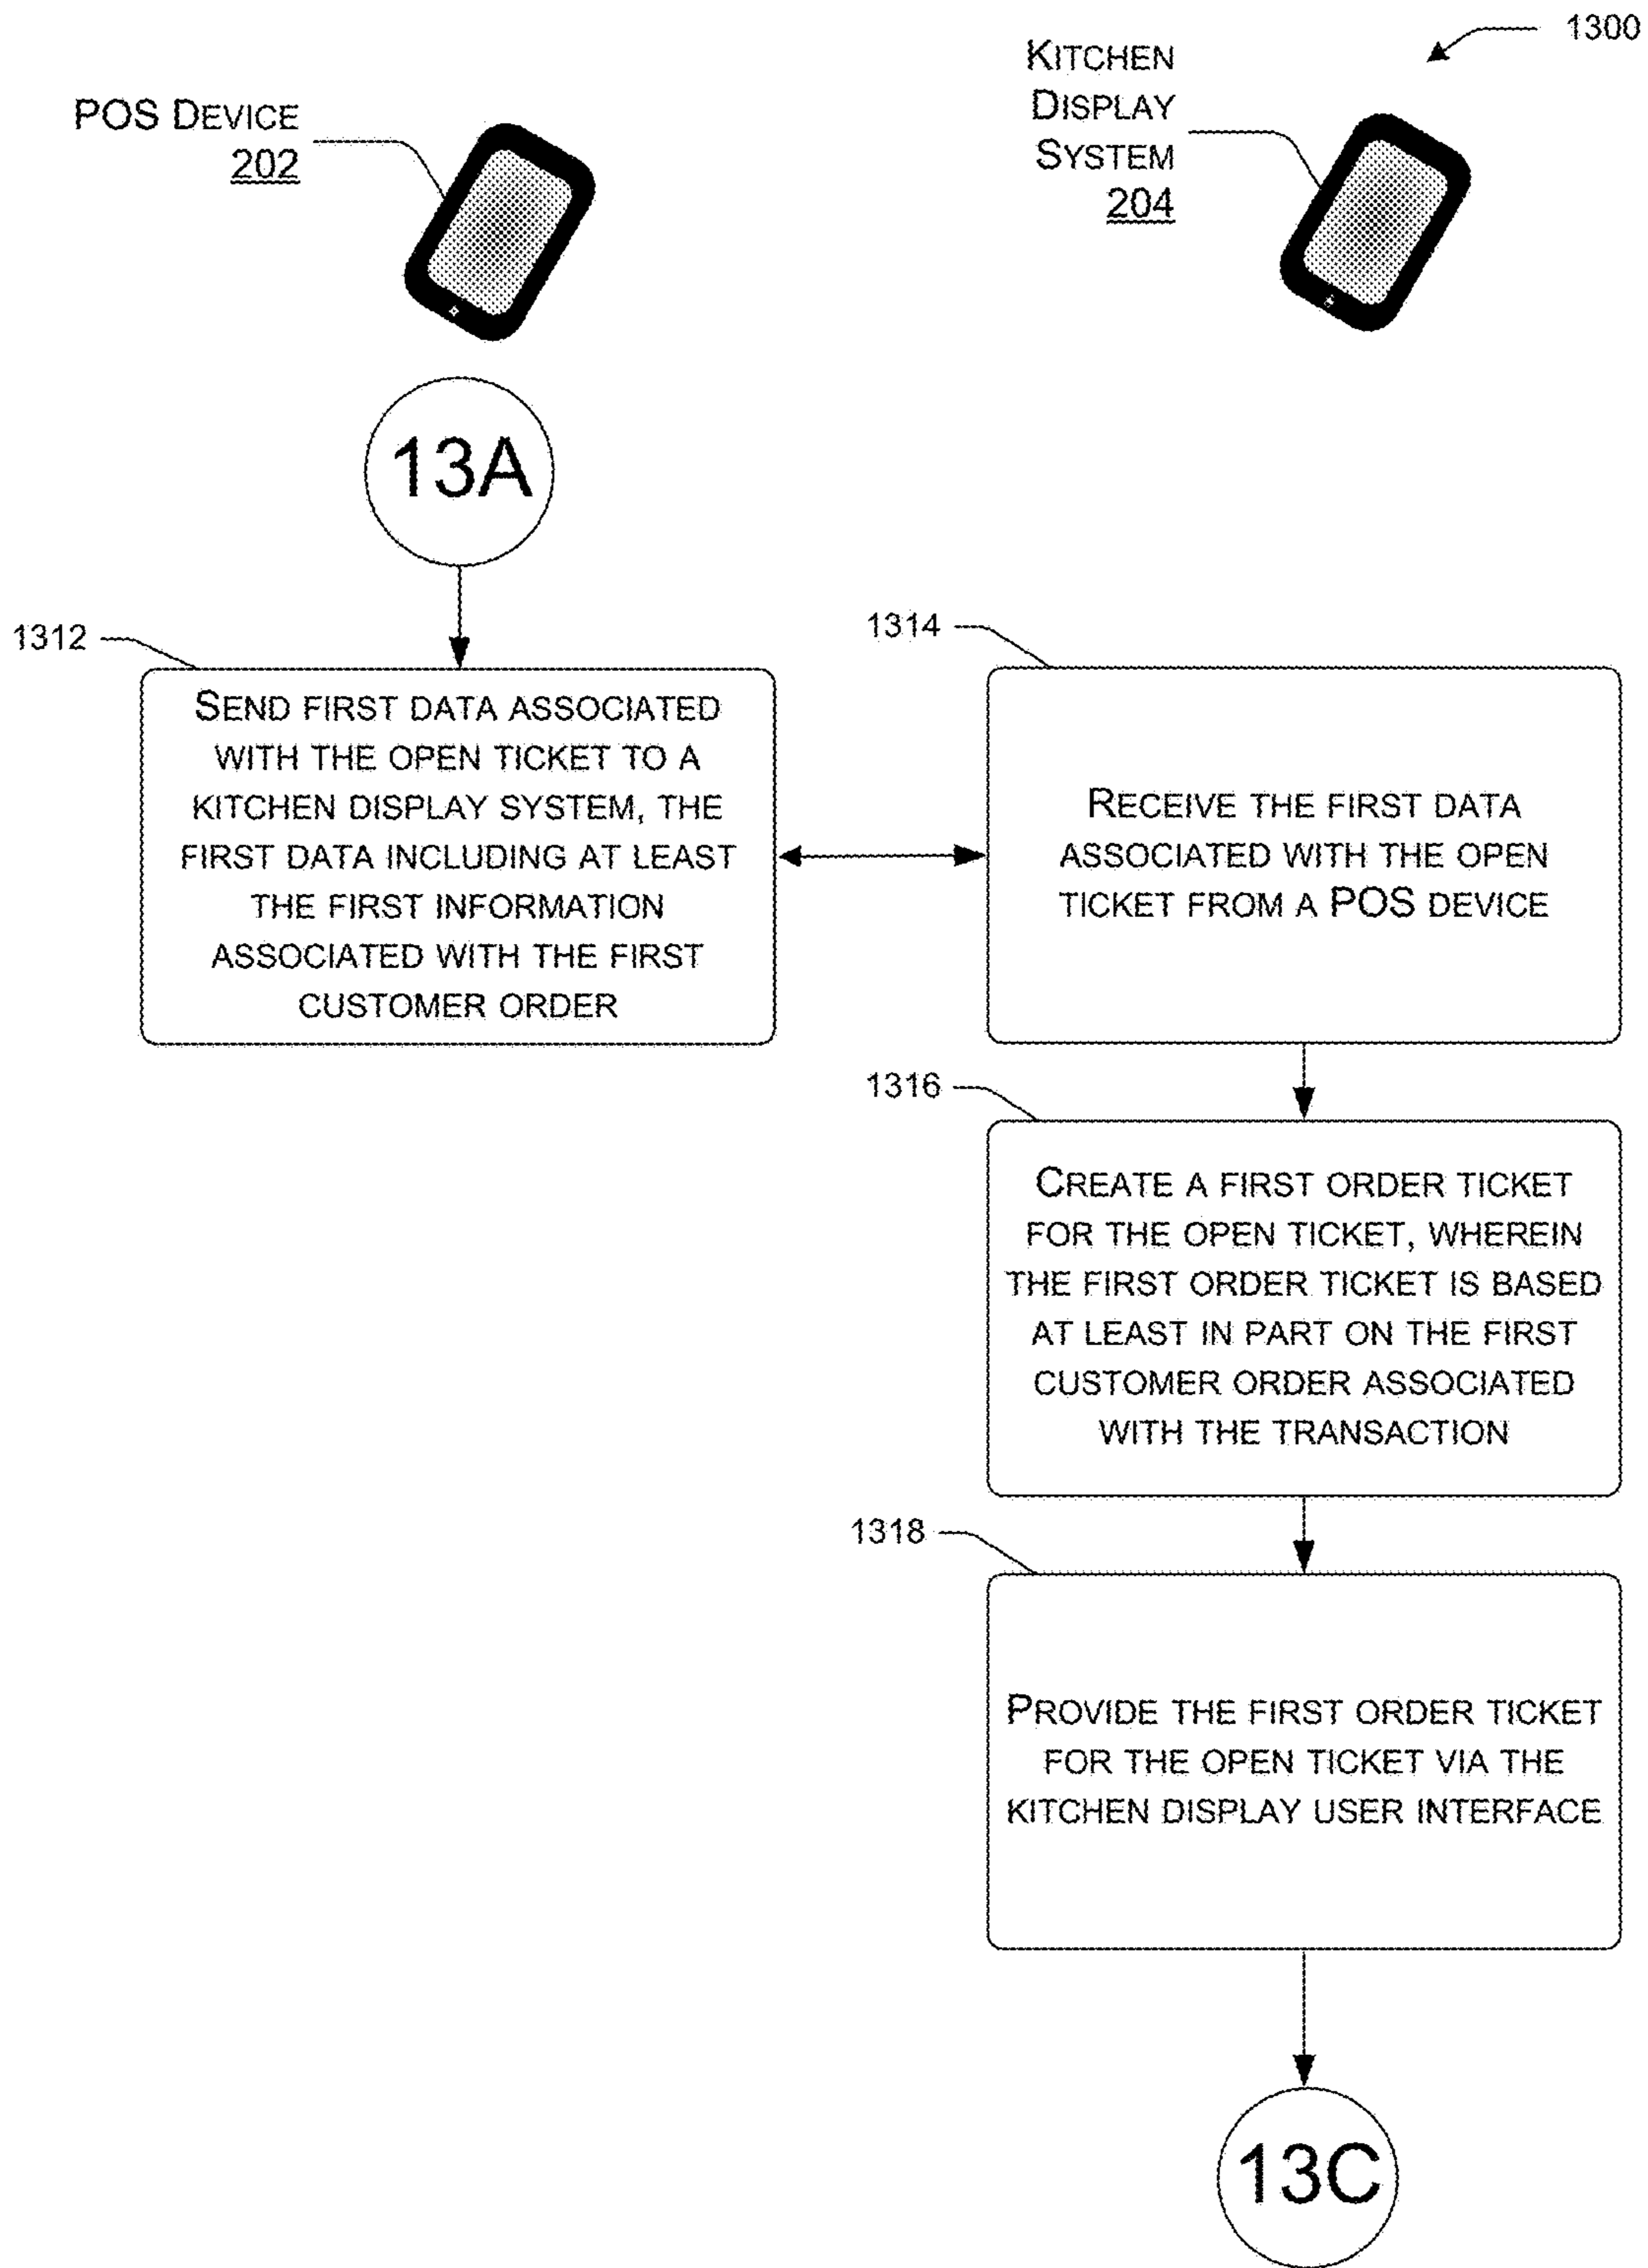 1300
POS DEVICE
202
KITCHEN
DISPLAY
SYSTEM
204
13A
1312
SEND FIRST DATA ASSOCIATED
WITH THE OPEN TICKET TO A
KITCHEN DISPLAY SYSTEM, THE
FIRST DATA INCLUDING AT LEAST
THE FIRST INFORMATION
ASSOCIATED WITH THE FIRST
CUSTOMER ORDER
1314
RECEIVE THE FIRST DATA
ASSOCIATED WITH THE OPEN
TICKET FROM A POS DEVICE
1316
CREATE A FIRST ORDER TICKET
FOR THE OPEN TICKET, WHEREIN
THE FIRST ORDER TICKET IS BASED
AT LEAST IN PART ON THE FIRST
CUSTOMER ORDER ASSOCIATED
WITH THE TRANSACTION
1318
PROVIDE THE FIRST ORDER TICKET
FOR THE OPEN TICKET VIA THE
KITCHEN DISPLAY USER INTERFACE
13C